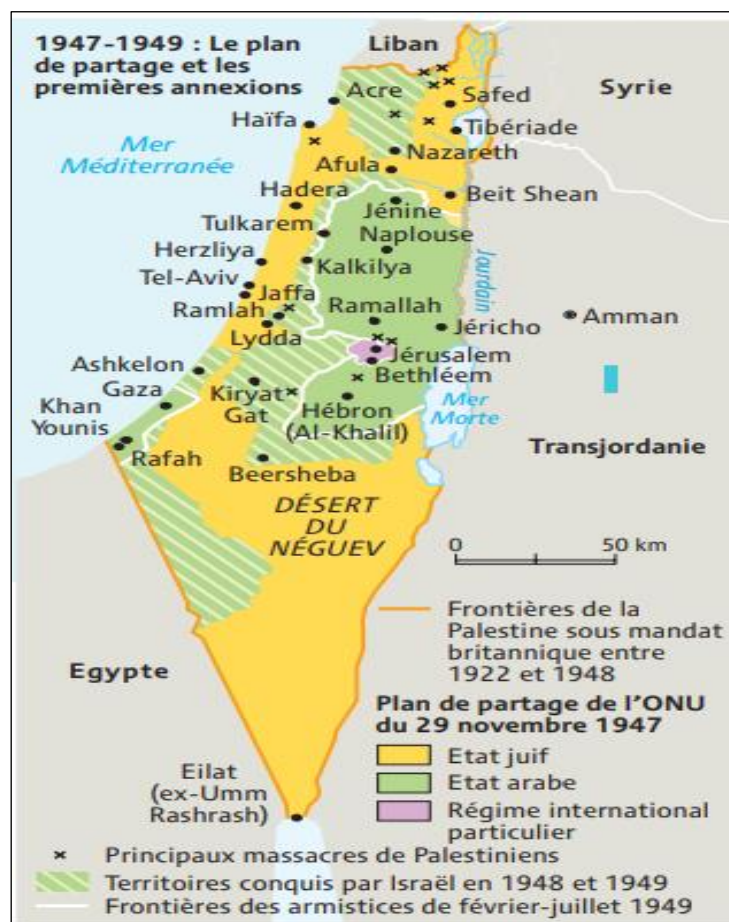 1947-1949 : Le plan
de partage et les
premières annexions
Liban
Syrie
Acre
Safed
Haïfa
Tibériade
Mer
Méditerranée
Nazareth
Afula
Hadera
Beit Shean
Jénine
Tulkarem
Naplouse
Herzliya
Kalkilya
Jourdain
Tel-Aviv
Jaffa
Ramallah
Ramlah
Jéricho
Amman
Lydda
Jérusalem
Ashkelon
Bethléem
Gaza
Kiryat
Gat
Mer
Morte
Khan
Younis
Hébron
(Al-Khalil)
Transjordanie
Rafah
Beersheba
DÉSERT
DU
NÉGUEV
0 50 km
Frontières de la
Palestine sous mandat
britannique entre
1922 et 1948
Egypte
Plan de partage de l'ONU
du 29 novembre 1947
Etat juif
Etat arabe
Régime international
particulier
Eilat
(ex-Umm
Rashrash)
Principaux massacres de Palestiniens
Territoires conquis par Israël en 1948 et 1949
Frontières des armistices de février-juillet 1949